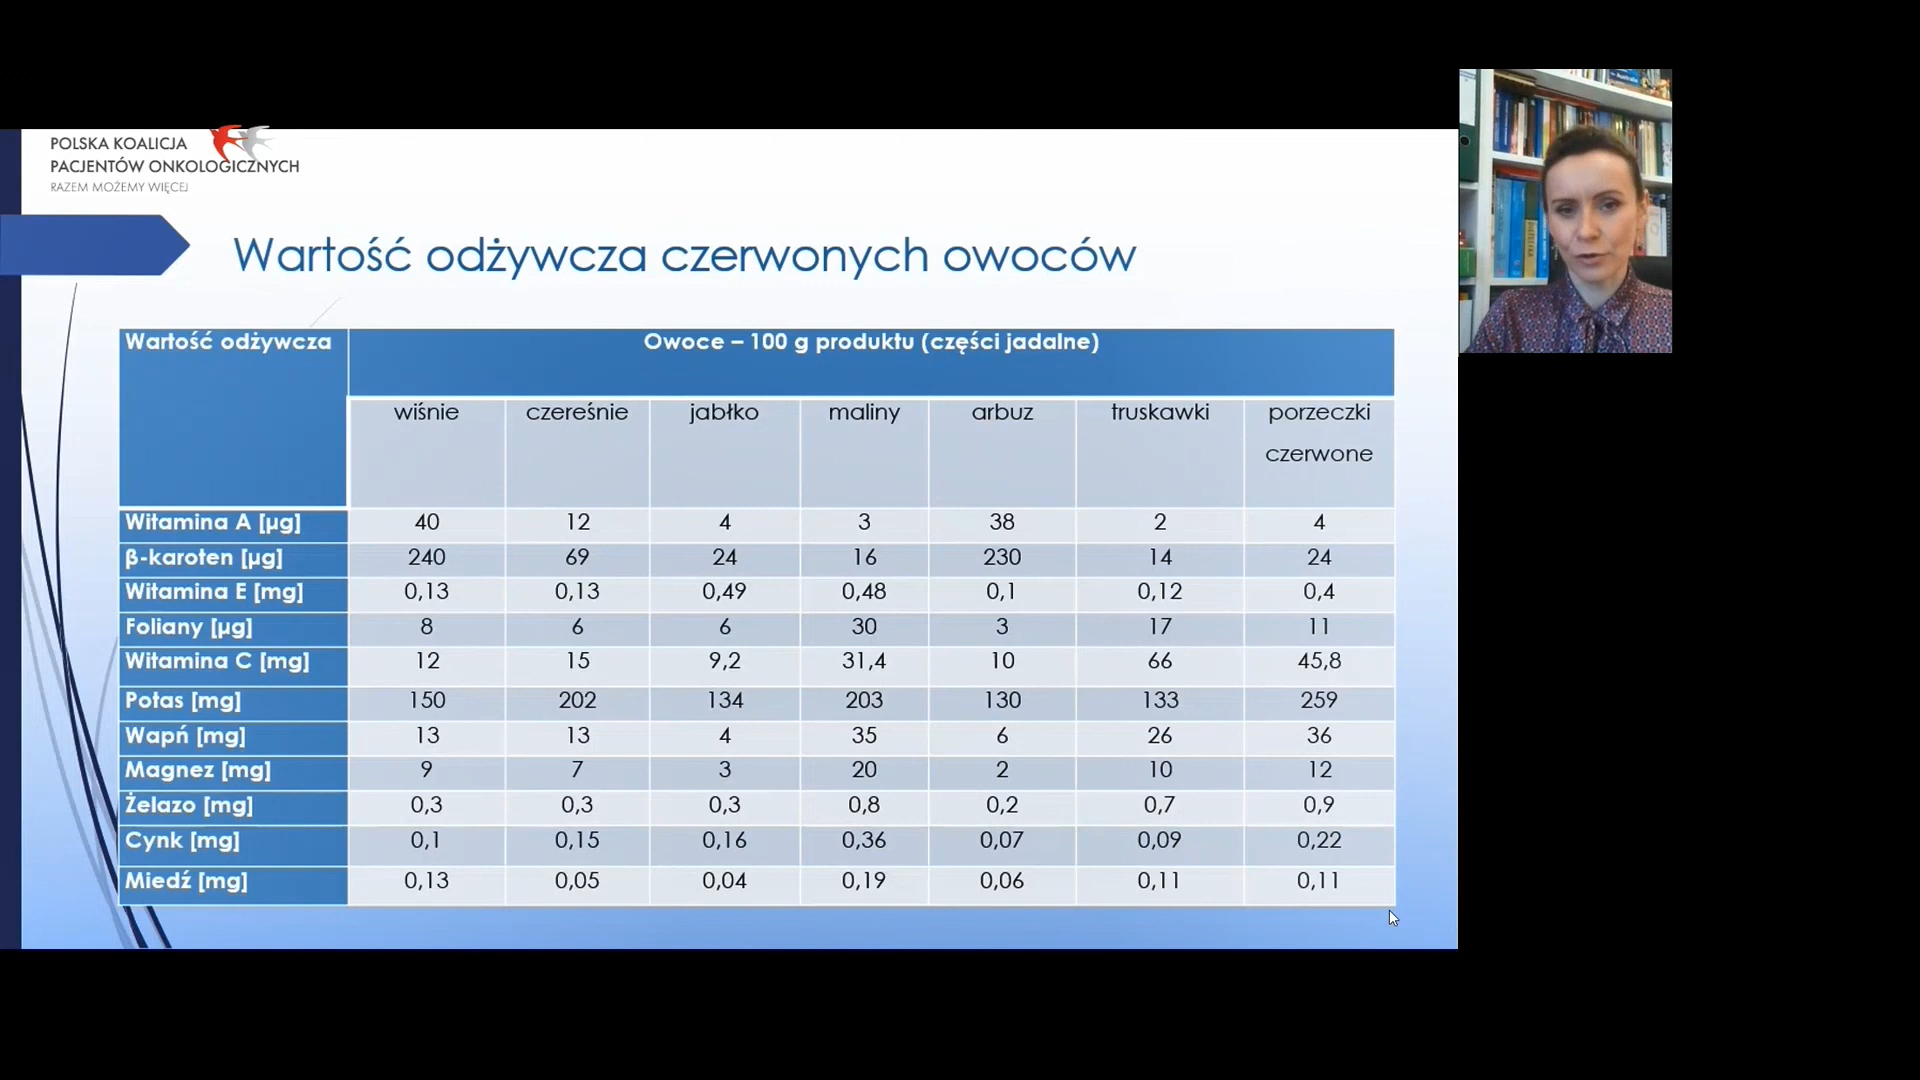 POLSKA KOALICJA
PACJENTÓW ONKOLOGICZNYCH
RAZEM MOŻEMY WIĘCEJ
Wartość odżywcza czerwonych owoców
Wartość odżywcza Owoce – 100 g produktu (części jadalne)
wiśnie czereśnie jabłko maliny arbuz truskawki porzeczki
czerwone
Witamina A [µg] 40 12 4 3 38 2 4
β-karoten [µg] 240 69 24 16 230 14 24
Witamina E [mg] 0,13 0,13 0,49 0,48 0,1 0,12 0,4
Foliany [µg] 8 6 6 30 3 17 11
Witamina C [mg] 12 15 9,2 31,4 10 66 45,8
Potas [mg] 150 202 134 203 130 133 259
Wapń [mg] 13 13 4 35 6 26 36
Magnez [mg] 9 7 3 20 2 10 12
Żelazo [mg] 0,3 0,3 0,3 0,8 0,2 0,7 0,9
Cynk [mg] 0,1 0,15 0,16 0,36 0,07 0,09 0,22
Miedź [mg] 0,13 0,05 0,04 0,19 0,06 0,11 0,11